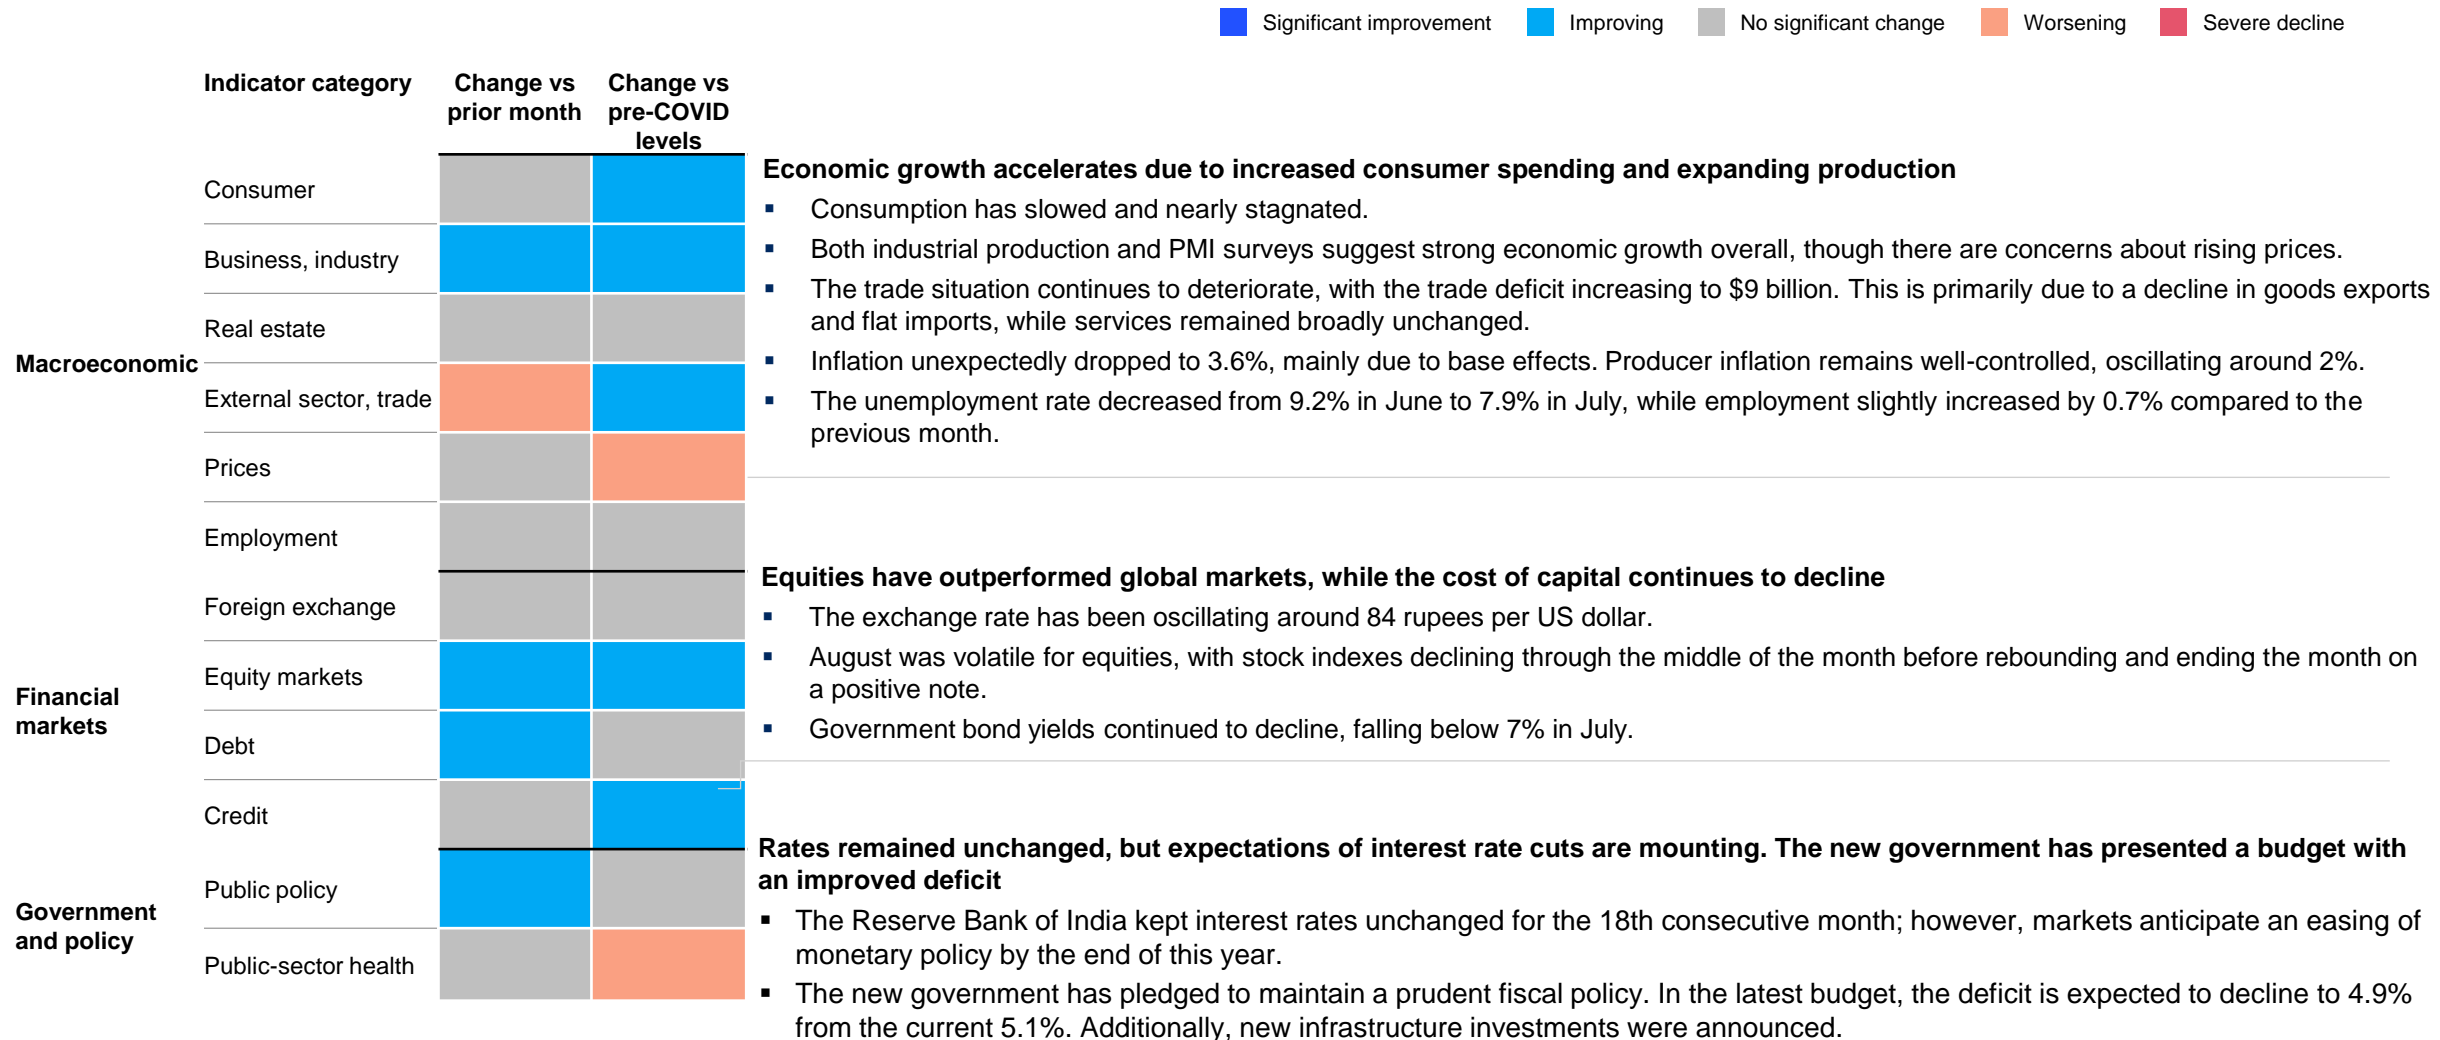 Significant improvement
Improving
No significant change
Worsening
Severe decline
Indicator category
Change vs
prior month
Change vs
pre-COVID
levels
Macroeconomic
Consumer
Business, industry
Real estate
External sector, trade
Prices
Employment
Economic growth accelerates due to increased consumer spending and expanding production
▪ Consumption has slowed and nearly stagnated.
▪ Both industrial production and PMI surveys suggest strong economic growth overall, though there are concerns about rising prices.
▪ The trade situation continues to deteriorate, with the trade deficit increasing to $9 billion. This is primarily due to a decline in goods exports
and flat imports, while services remained broadly unchanged.
▪ Inflation unexpectedly dropped to 3.6%, mainly due to base effects. Producer inflation remains well-controlled, oscillating around 2%.
▪ The unemployment rate decreased from 9.2% in June to 7.9% in July, while employment slightly increased by 0.7% compared to the
previous month.
Financial
markets
Foreign exchange
Equity markets
Debt
Credit
Equities have outperformed global markets, while the cost of capital continues to decline
▪ The exchange rate has been oscillating around 84 rupees per US dollar.
▪ August was volatile for equities, with stock indexes declining through the middle of the month before rebounding and ending the month on
a positive note.
▪ Government bond yields continued to decline, falling below 7% in July.
Government
and policy
Public policy
Public-sector health
Rates remained unchanged, but expectations of interest rate cuts are mounting. The new government has presented a budget with
an improved deficit
▪ The Reserve Bank of India kept interest rates unchanged for the 18th consecutive month; however, markets anticipate an easing of
monetary policy by the end of this year.
▪ The new government has pledged to maintain a prudent fiscal policy. In the latest budget, the deficit is expected to decline to 4.9%
from the current 5.1%. Additionally, new infrastructure investments were announced.